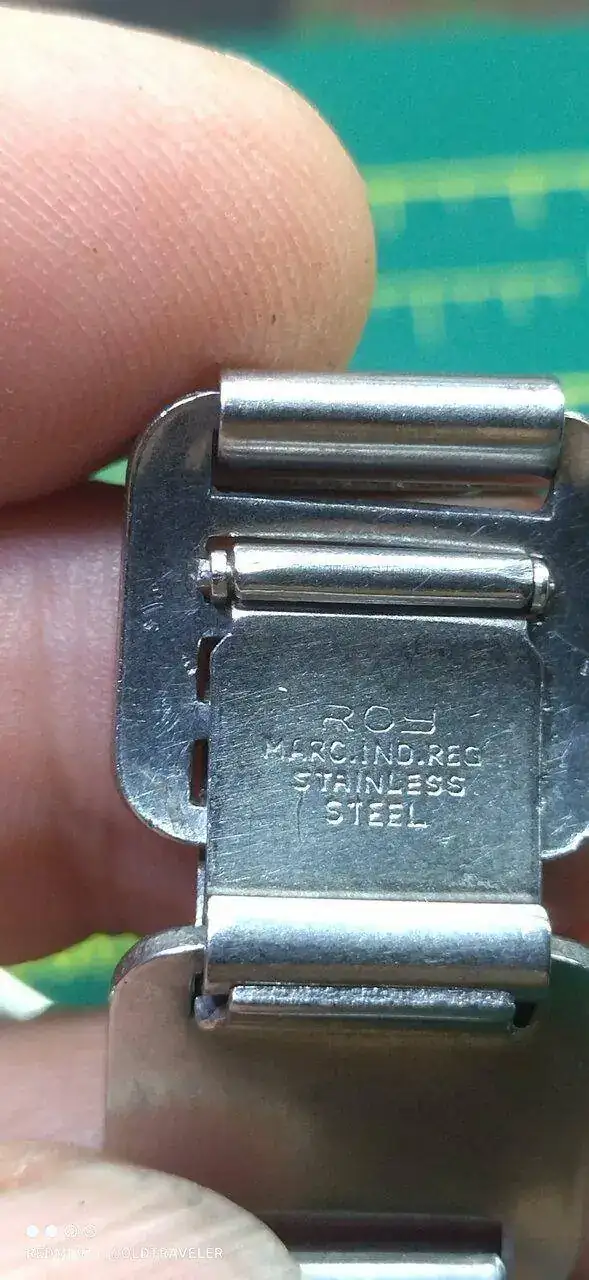 ROY
MARC.IND.REG
STAINLESS
STEEL